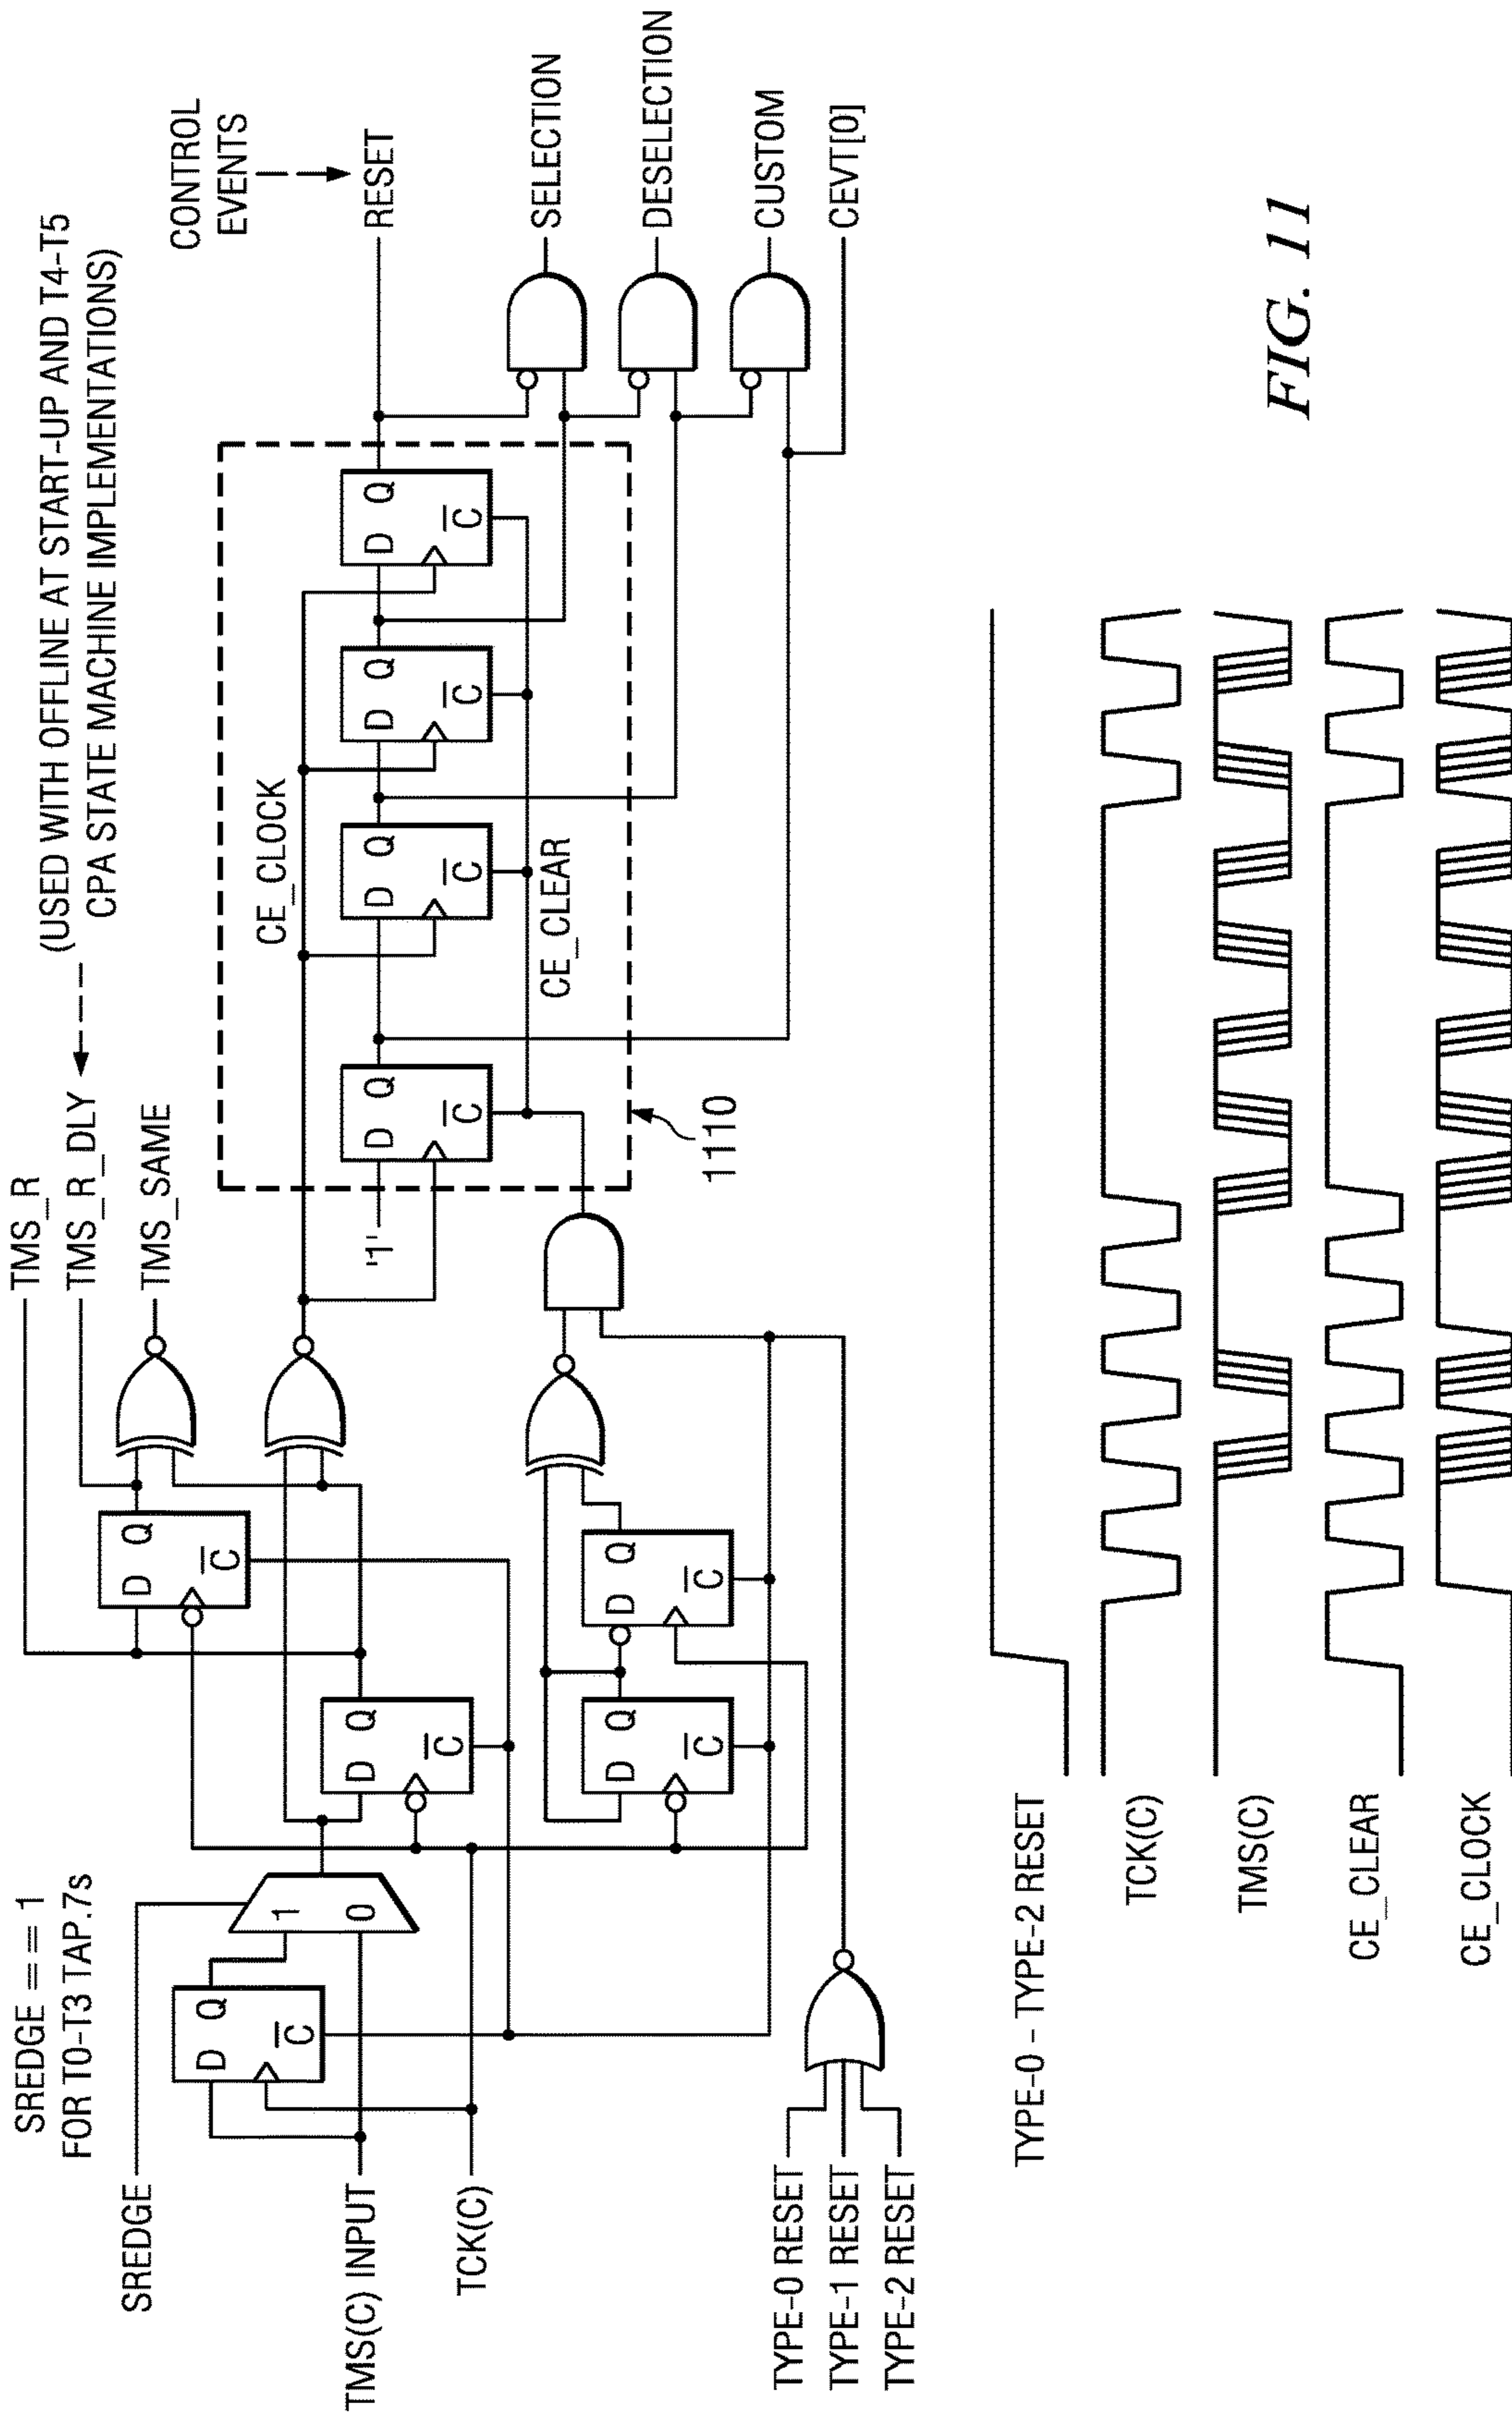 SREDGE = = 1
FOR T0-T3 TAP.7s
SREDGE
TMS(C) INPUT
TCK(C)
TYPE-0 RESET
TYPE-1 RESET
TYPE-2 RESET
D Q
C
1
0
D Q
C
D Q
C
D Q
C
D Q
C
TMS_R
TMS_R_DLY
TMS_SAME
(USED WITH OFFLINE AT START-UP AND T4-T5
CPA STATE MACHINE IMPLEMENTATIONS)
'1'
CE_CLOCK
D Q
C
D Q
C
D Q
C
D Q
C
CE_CLEAR
1110
CONTROL
EVENTS
RESET
SELECTION
DESELECTION
CUSTOM
CEVT[0]
TYPE-0 – TYPE-2 RESET
TCK(C)
TMS(C)
CE_CLEAR
CE_CLOCK
FIG. 11